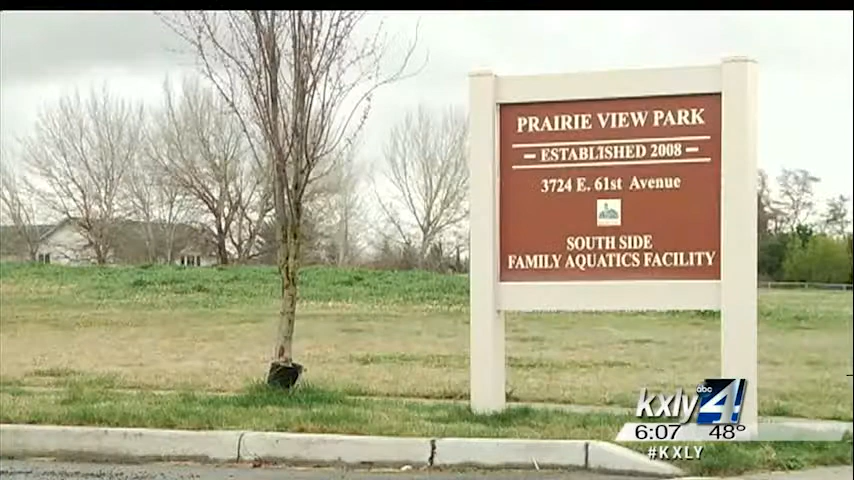 PRAIRIE VIEW PARK
ESTABLISHED 2008
3724 E. 61st Avenue
SOUTH SIDE
FAMILY AQUATICS FACILITY
kxly abc 4
6:07 48°
#KXLY